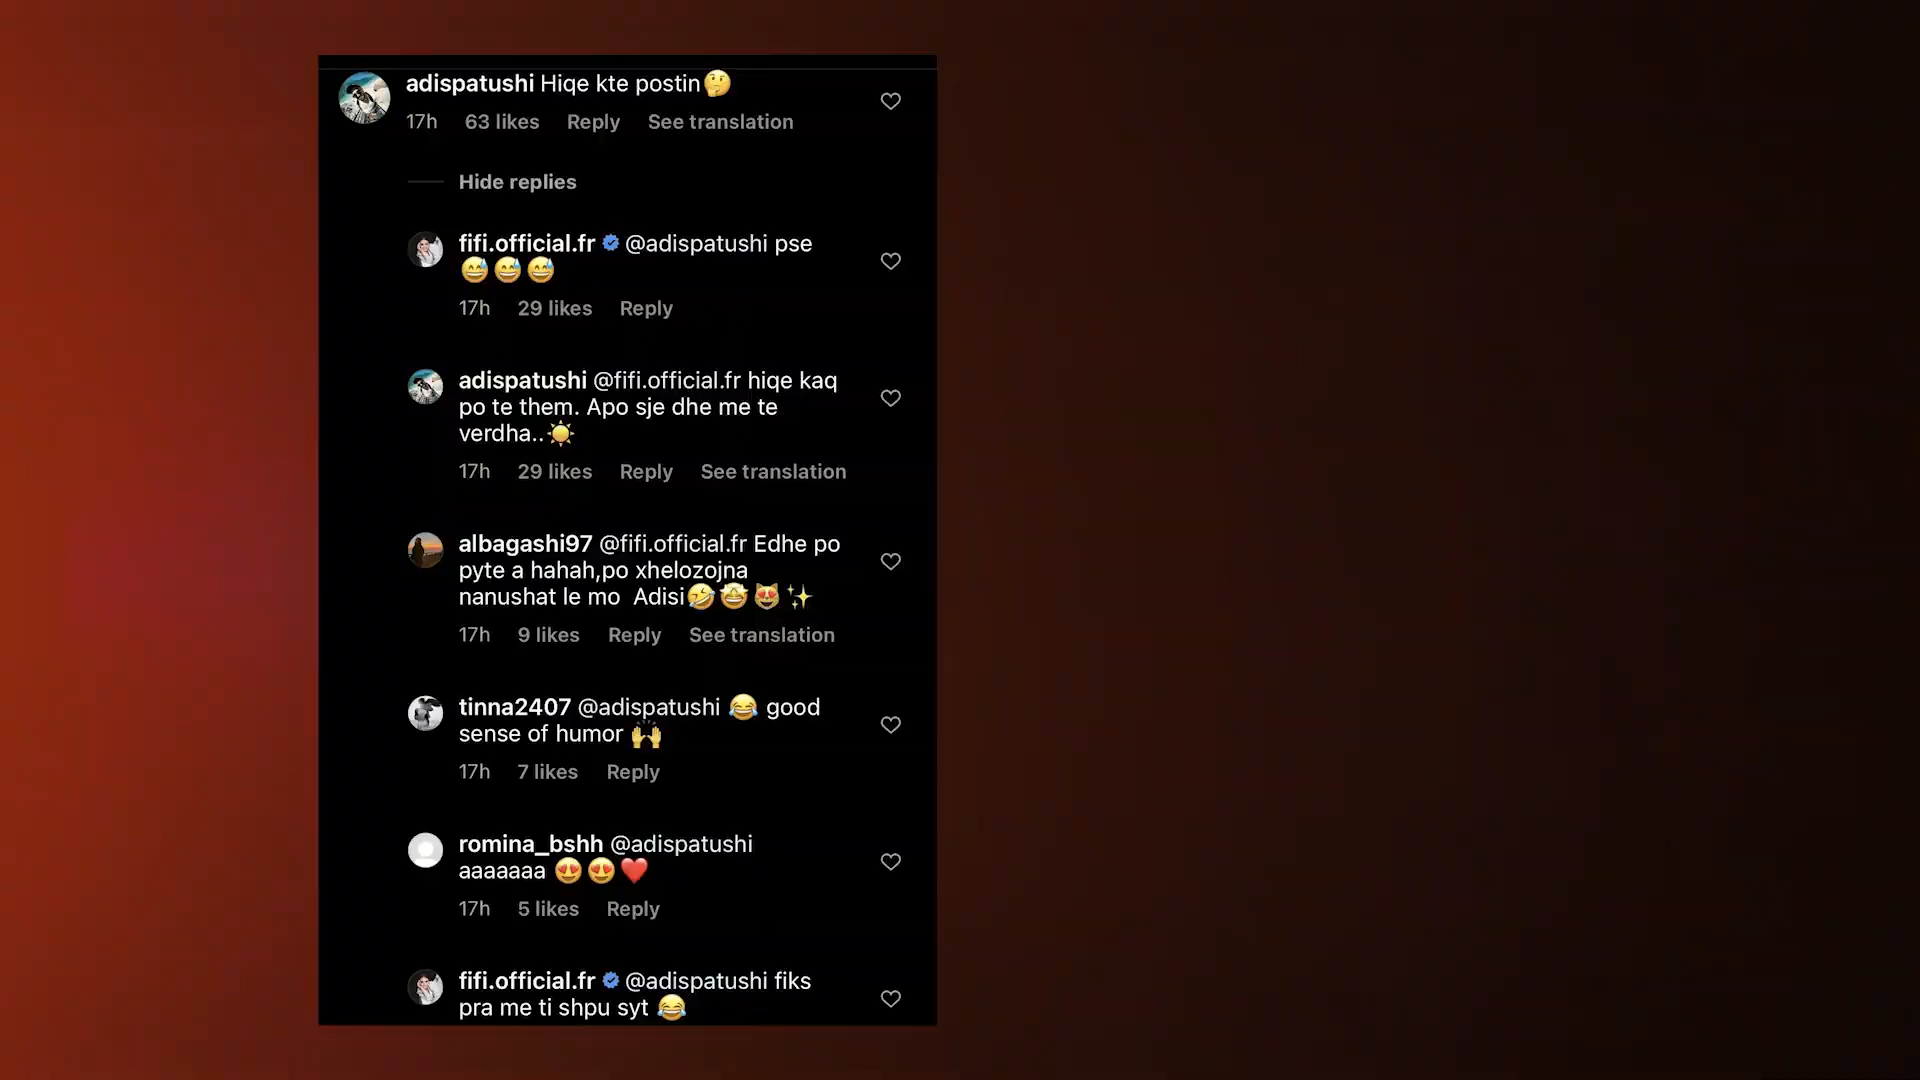 adispatushi Hiqe kte postin🤔
17h 63 likes Reply See translation
Hide replies
fifi.official.fr @adispatushi pse
😅😅😅
17h 29 likes Reply
adispatushi @fifi.official.fr hiqe kaq
po te them. Apo sje dhe me te
verdha..☀️
17h 29 likes Reply See translation
albagashi97 @fifi.official.fr Edhe po
pyte a hahah,po xhelozojna
nanushat le mo  Adisi🤣🤩😻✨
17h 9 likes Reply See translation
tinna2407 @adispatushi 😂 good
sense of humor 🙌
17h 7 likes Reply
romina_bshh @adispatushi
aaaaaaa 😍😍❤️
17h 5 likes Reply
fifi.official.fr @adispatushi fiks
pra me ti shpu syt 😂